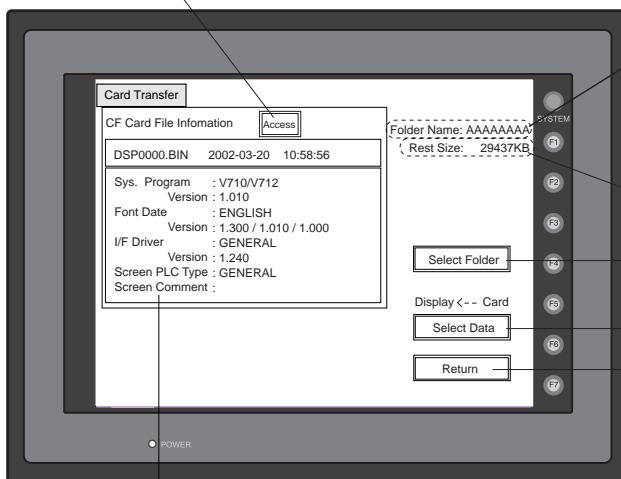 Card Transfer
CF Card File Infomation
Access
Folder Name: AAAAAAAA
Rest Size: 29437KB
DSP0000.BIN 2002-03-20 10:58:56
Sys. Program : V710/V712
Version : 1.010
Font Date : ENGLISH
Version : 1.300 / 1.010 / 1.000
I/F Driver : GENERAL
Version : 1.240
Screen PLC Type : GENERAL
Screen Comment :
Select Folder
Display <-- Card
Select Data
Return
SYSTEM
F1
F2
F3
F4
F5
F6
F7
POWER